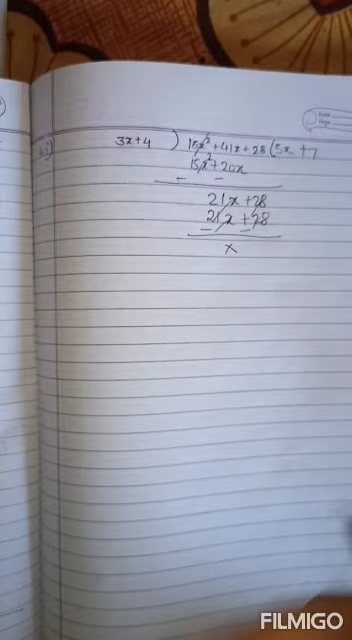 3x+4 ) 15x²+41x+28 (5x+7
15x²+20x
21x+28
21x+28
x
FILMIGO